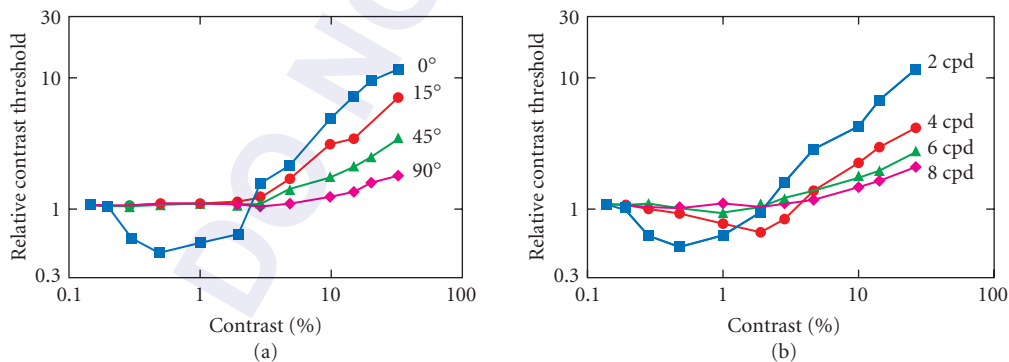 Relative contrast threshold
30
10
1
0.3
0°
15°
45°
90°
0.1
1
10
100
Contrast (%)
(a)
Relative contrast threshold
30
10
1
0.3
2 cpd
4 cpd
6 cpd
8 cpd
0.1
1
10
100
Contrast (%)
(b)
DO NO